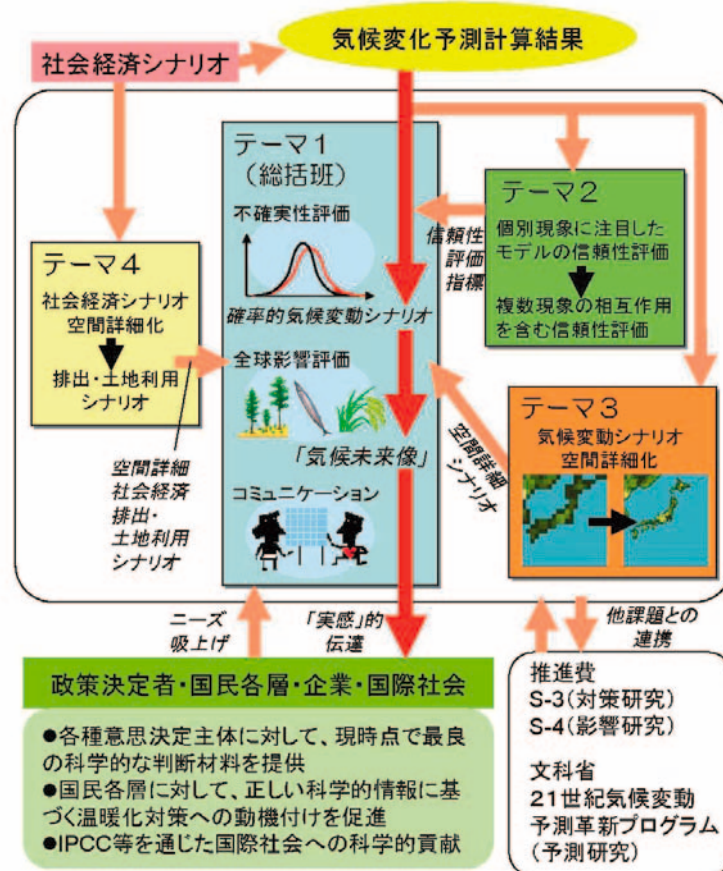 気候変化予測計算結果
社会経済シナリオ
テーマ1
(総括班)
不確実性評価
確率的気候変動シナリオ
全球影響評価
「気候未来像」
コミュニケーション
テーマ2
個別現象に注目した
モデルの信頼性評価
複数現象の相互作用
を含む信頼性評価
信頼性
評価
指標
テーマ4
社会経済シナリオ
空間詳細化
排出・土地利用
シナリオ
空間詳細
社会経済
排出・
土地利用
シナリオ
テーマ3
気候変動シナリオ
空間詳細化
空間詳細
シナリオ
ニーズ
吸上げ
「実感」的
伝達
他課題との
連携
政策決定者・国民各層・企業・国際社会
●各種意思決定主体に対して、現時点で最良
の科学的な判断材料を提供
●国民各層に対して、正しい科学的情報に基
づく温暖化対策への動機付けを促進
●IPCC等を通じた国際社会への科学的貢献
推進費
S-3(対策研究)
S-4(影響研究)
文科省
21世紀気候変動
予測革新プログラム
(予測研究)